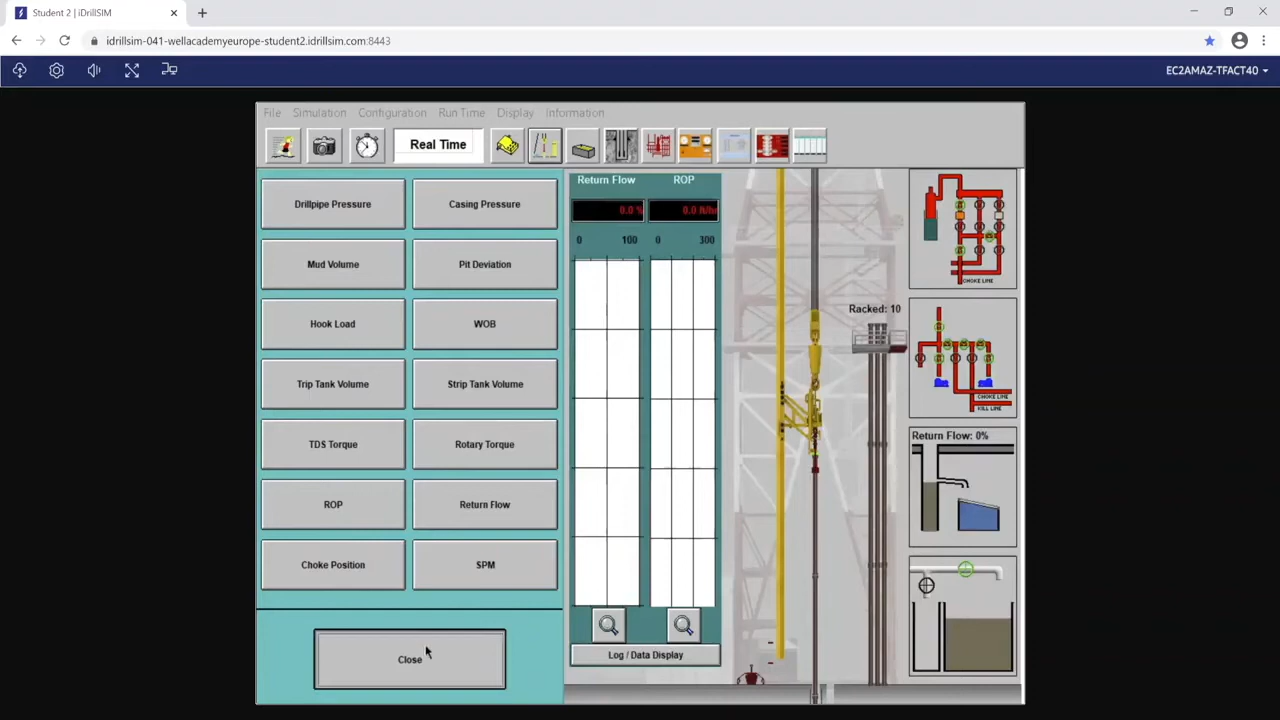 Student 2 | iDrillSIM
idrillsim-041-wellacademyeurope-student2.idrillsim.com:8443
EC2AMAZ-TFACT40
File Simulation Configuration Run Time Display Information
Real Time
Drillpipe Pressure
Casing Pressure
Mud Volume
Pit Deviation
Hook Load
WOB
Trip Tank Volume
Strip Tank Volume
TDS Torque
Rotary Torque
ROP
Return Flow
Choke Position
SPM
Close
Return Flow ROP
0.0 % 0.0 ft/hr
0 100 0 300
Log / Data Display
Racked: 10
CHOKE LINE
CHOKE LINE
KILL LINE
Return Flow: 0%